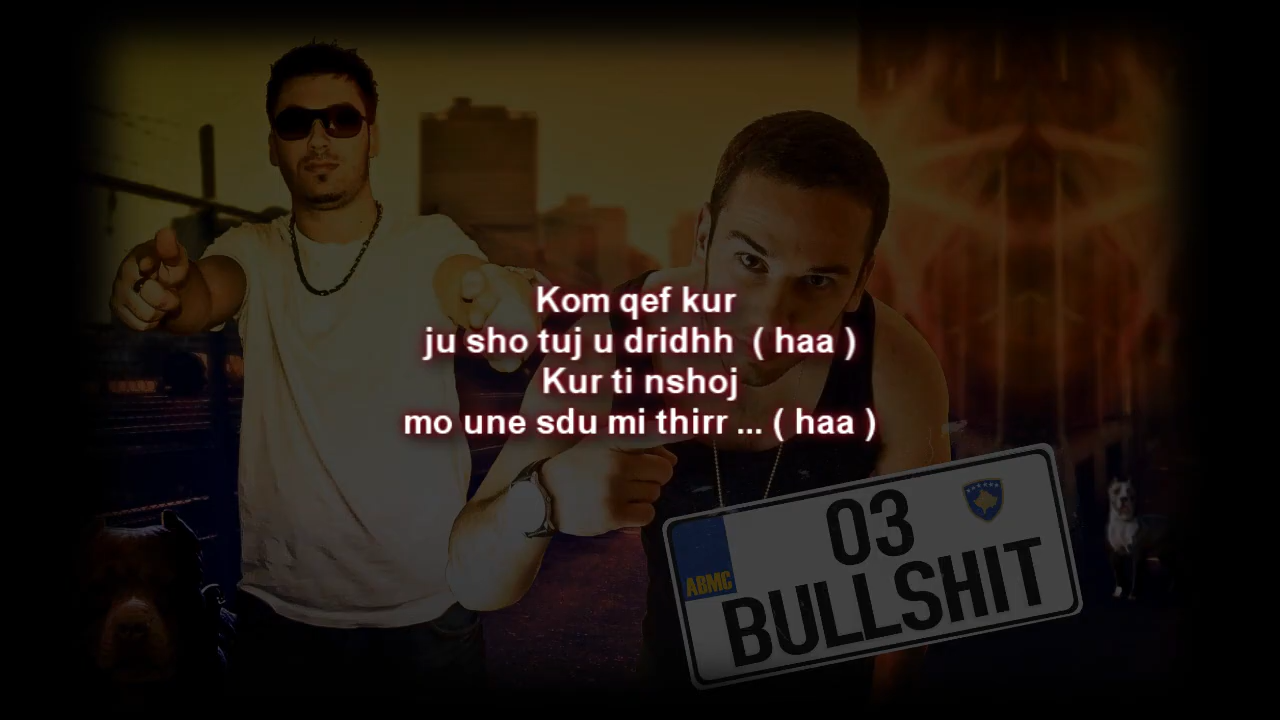 Kom qef kur
ju sho tuj u dridhh ( haa )
Kur ti nshoj
mo une sdu mi thirr ... ( haa )
03
ABMC
BULLSHIT